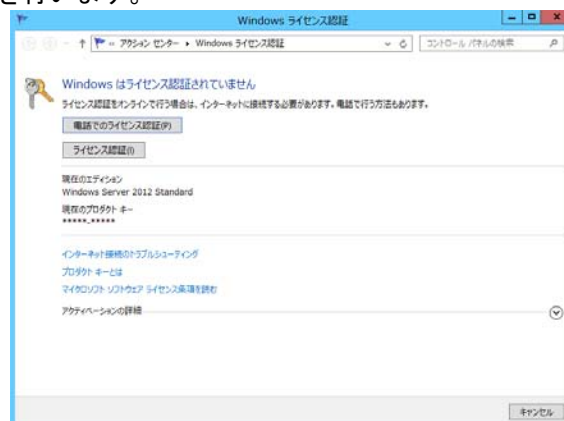 を行います。
Windows ライセンス認証
アクション センター ▸ Windows ライセンス認証
コントロール パネルの検索
Windows はライセンス認証されていません
ライセンス認証をオンラインで行う場合は、インターネットに接続する必要があります。電話で行う方法もあります。
電話でのライセンス認証(P)
ライセンス認証(I)
現在のエディション
Windows Server 2012 Standard
現在のプロダクト キー
*****-*****
インターネット接続のトラブルシューティング
プロダクト キーとは
マイクロソフト ソフトウェア ライセンス条項を読む
アクティベーションの詳細
キャンセル